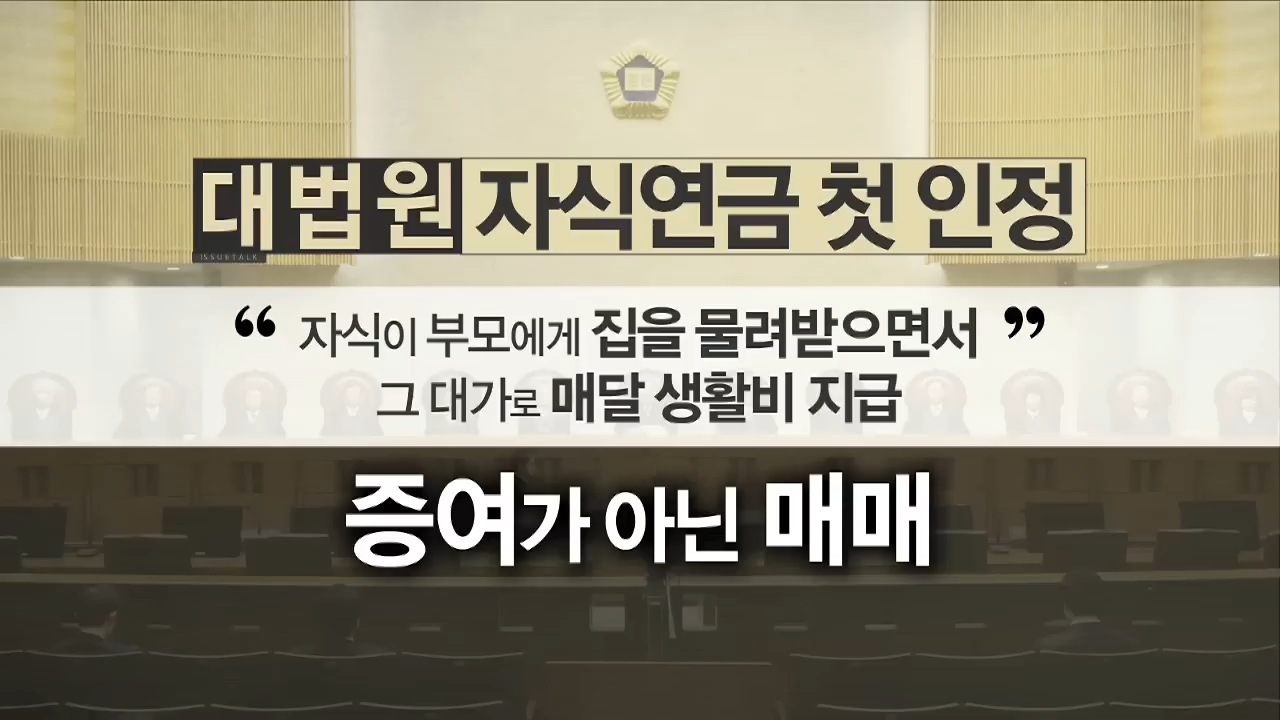 대법원 자식연금 첫 인정
ISSUETALK
“ 자식이 부모에게 집을 물려받으면서 ”
그 대가로 매달 생활비 지급
증여가 아닌 매매